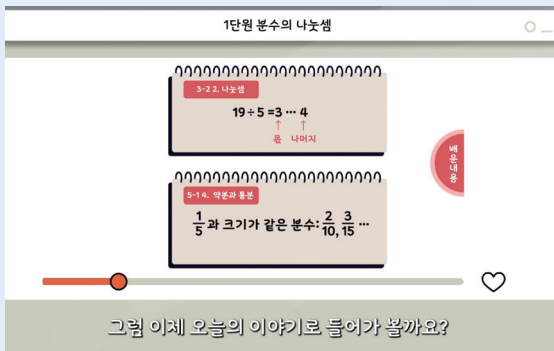 1단원 분수의 나눗셈
3-2 2. 나눗셈
19÷5 =3 ··· 4
↑ ↑
몫 나머지
배운내용
5-1 4. 약분과 통분
1/5과 크기가 같은 분수: 2/10, 3/15 ···
그럼 이제 오늘의 이야기로 들어가 볼까요?